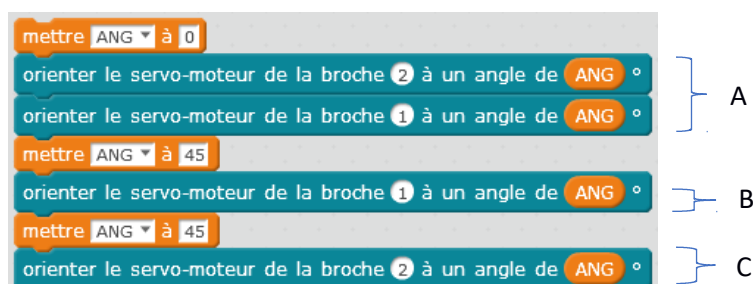 mettre ANG à 0
orienter le servo-moteur de la broche 2 à un angle de ANG °
A
orienter le servo-moteur de la broche 1 à un angle de ANG °
mettre ANG à 45
orienter le servo-moteur de la broche 1 à un angle de ANG ° B
mettre ANG à 45
orienter le servo-moteur de la broche 2 à un angle de ANG ° C